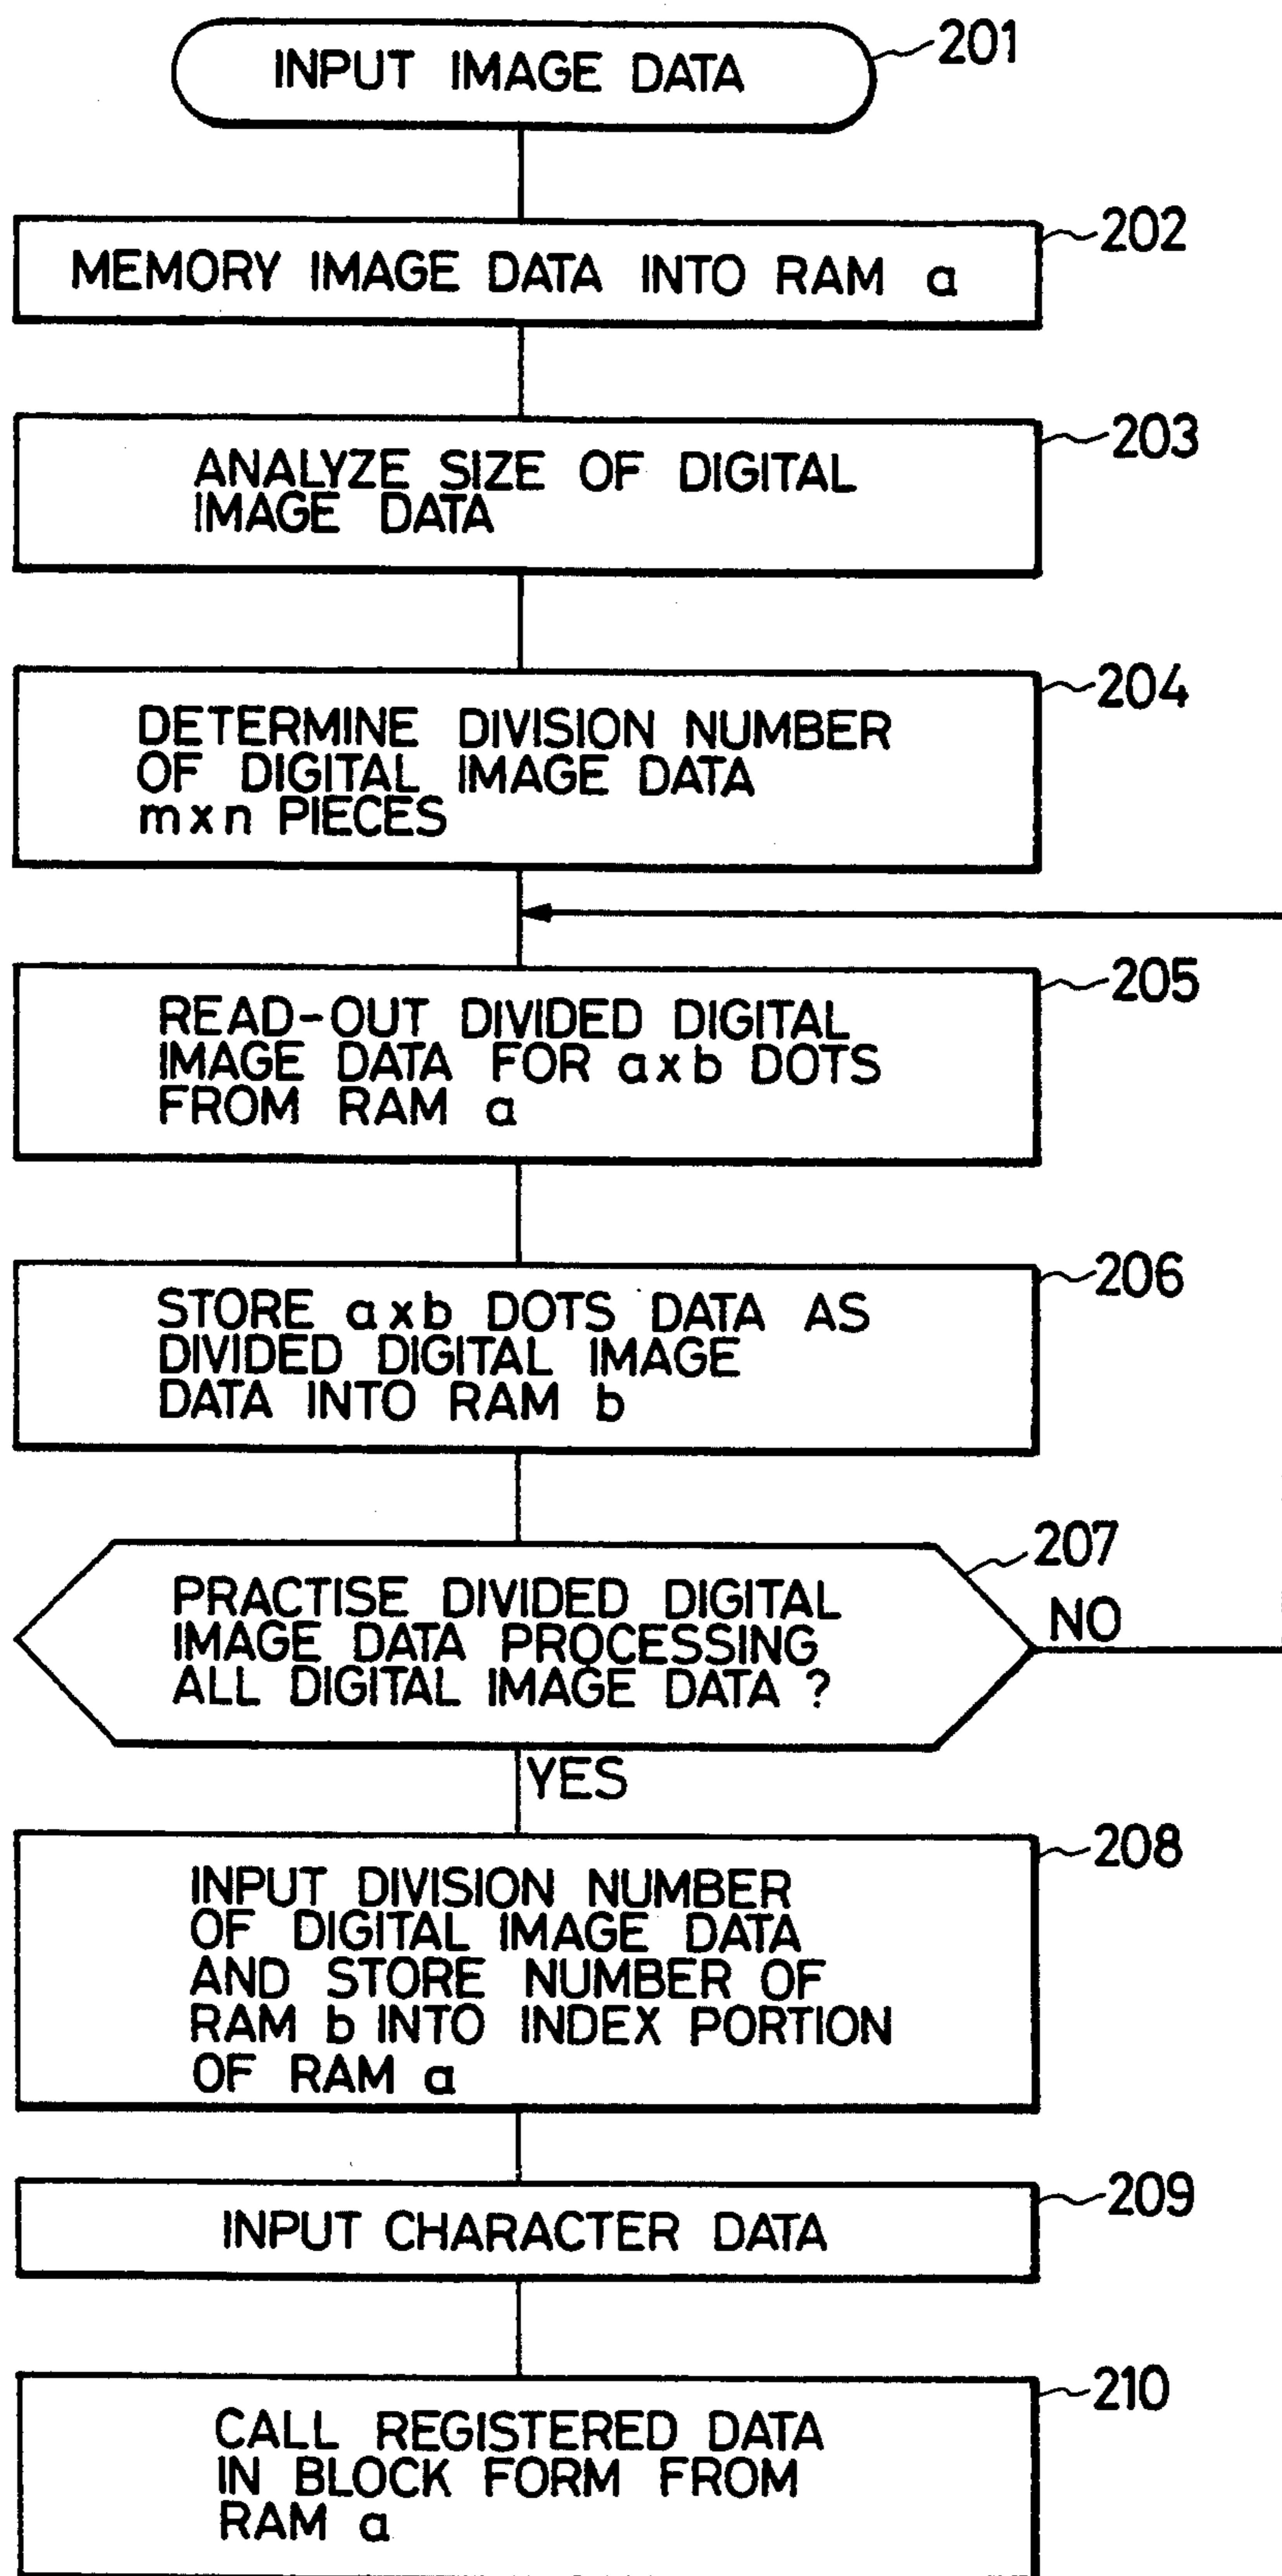 INPUT IMAGE DATA
201
MEMORY IMAGE DATA INTO RAM a
202
ANALYZE SIZE OF DIGITAL
IMAGE DATA
203
DETERMINE DIVISION NUMBER
OF DIGITAL IMAGE DATA
mxn PIECES
204
READ-OUT DIVIDED DIGITAL
IMAGE DATA FOR axb DOTS
FROM RAM a
205
STORE axb DOTS DATA AS
DIVIDED DIGITAL IMAGE
DATA INTO RAM b
206
PRACTISE DIVIDED DIGITAL
IMAGE DATA PROCESSING
ALL DIGITAL IMAGE DATA ?
207
NO
YES
INPUT DIVISION NUMBER
OF DIGITAL IMAGE DATA
AND STORE NUMBER OF
RAM b INTO INDEX PORTION
OF RAM a
208
INPUT CHARACTER DATA
209
CALL REGISTERED DATA
IN BLOCK FORM FROM
RAM a
210